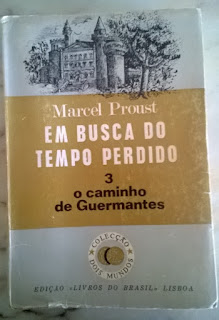 Marcel Proust
EM BUSCA DO
TEMPO PERDIDO
3
o caminho
de Guermantes
COLECÇÃO
DOIS MUNDOS
EDIÇÃO «LIVROS DO BRASIL» LISBOA